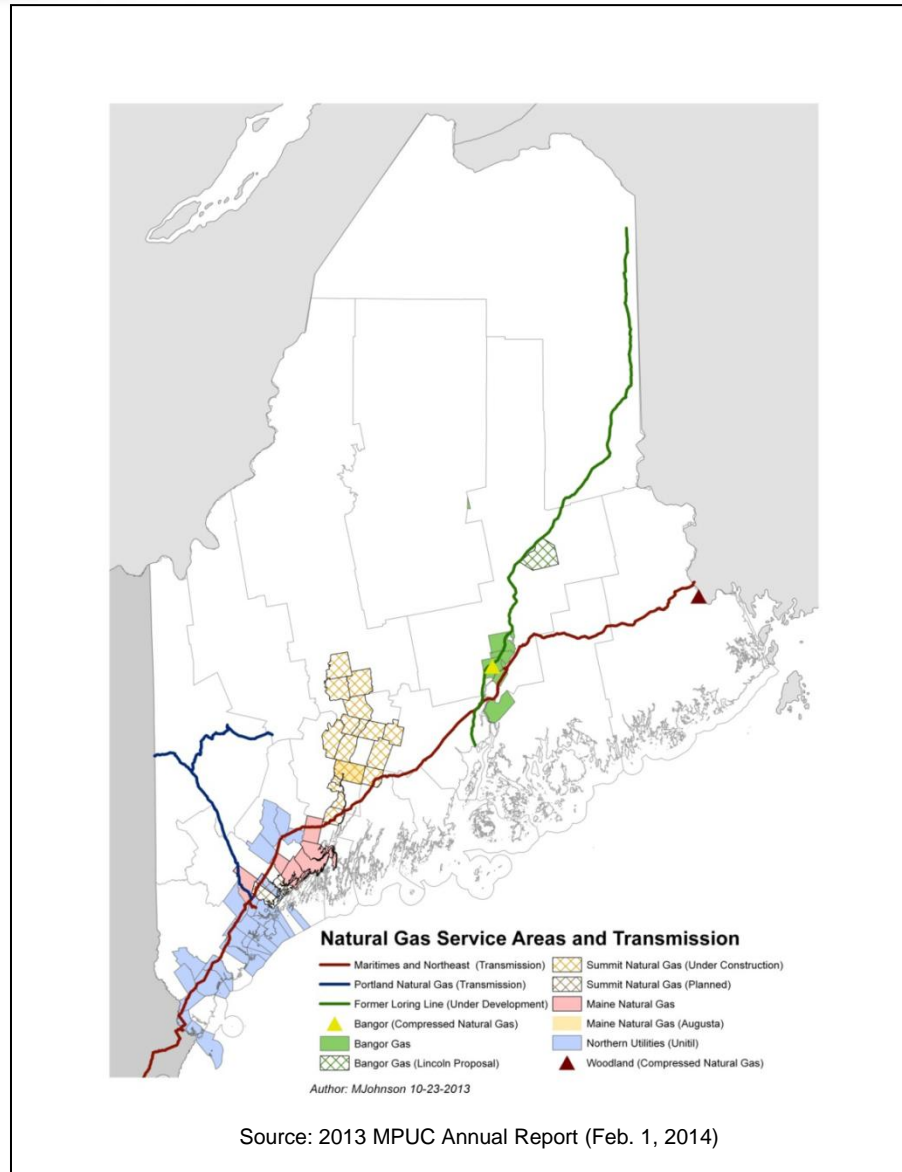 Natural Gas Service Areas and Transmission
Maritimes and Northeast (Transmission)
Portland Natural Gas (Transmission)
Former Loring Line (Under Development)
Bangor (Compressed Natural Gas)
Bangor Gas
Bangor Gas (Lincoln Proposal)
Summit Natural Gas (Under Construction)
Summit Natural Gas (Planned)
Maine Natural Gas
Maine Natural Gas (Augusta)
Northern Utilities (Unitil)
Woodland (Compressed Natural Gas)
Author: MJohnson 10-23-2013
Source: 2013 MPUC Annual Report (Feb. 1, 2014)